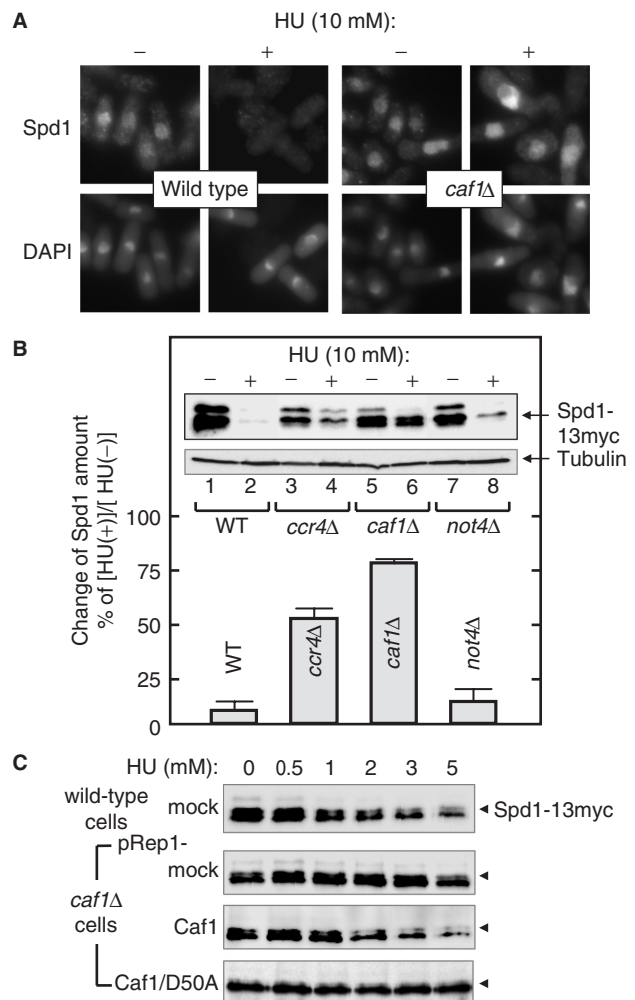 A
HU (10 mM):
– + – +
Spd1
Wild type
caf1Δ
DAPI
B
HU (10 mM):
– + – + – + – +
Spd1-
13myc
Tubulin
1 2 3 4 5 6 7 8
WT ccr4Δ caf1Δ not4Δ
Change of Spd1 amount
% of [HU(+)]/[ HU(–)]
100
75
50
25
0
WT
ccr4Δ
caf1Δ
not4Δ
C
HU (mM): 0 0.5 1 2 3 5
wild-type
cells
mock
Spd1-13myc
pRep1-
mock
caf1Δ
cells
Caf1
Caf1/D50A